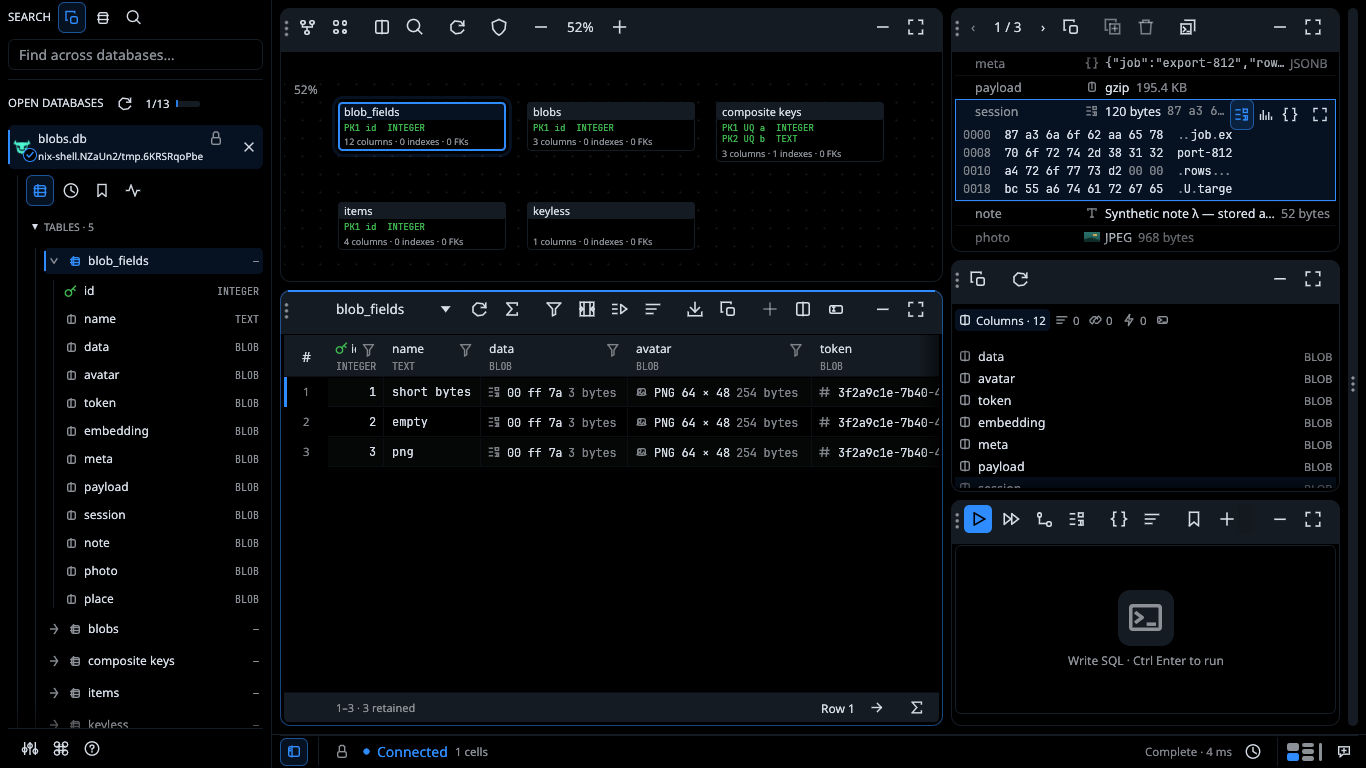 SEARCH
Find across databases...
OPEN DATABASES 1/13
blobs.db
nix-shell.NZaUn2/tmp.6KRSRqoPbe
TABLES · 5
blob_fields –
id INTEGER
name TEXT
data BLOB
avatar BLOB
token BLOB
embedding BLOB
meta BLOB
payload BLOB
session BLOB
note BLOB
photo BLOB
place BLOB
blobs –
composite keys –
items –
keyless
52%
52%
blob_fields
PK1 id INTEGER
12 columns · 0 indexes · 0 FKs
blobs
PK1 id INTEGER
3 columns · 0 indexes · 0 FKs
composite keys
PK1 UQ a INTEGER
PK2 UQ b TEXT
3 columns · 1 indexes · 0 FKs
items
PK1 id INTEGER
4 columns · 0 indexes · 0 FKs
keyless
1 columns · 0 indexes · 0 FKs
blob_fields
# INTEGER name TEXT data BLOB avatar BLOB token BLOB
1 1 short bytes 00 ff 7a 3 bytes PNG 64 × 48 254 bytes # 3f2a9c1e-7b40-4
2 2 empty 00 ff 7a 3 bytes PNG 64 × 48 254 bytes # 3f2a9c1e-7b40-4
3 3 png 00 ff 7a 3 bytes PNG 64 × 48 254 bytes # 3f2a9c1e-7b40-4
1–3 · 3 retained Row 1
1 / 3
meta {} {"job":"export-812","row… JSONB
payload gzip 195.4 KB
session 120 bytes 87 a3 6…
0000 87 a3 6a 6f 62 aa 65 78 ..job.ex
0008 70 6f 72 74 2d 38 31 32 port-812
0010 a4 72 6f 77 73 d2 00 00 .rows...
0018 bc 55 a6 74 61 72 67 65 .U.targe
note Synthetic note λ — stored a... 52 bytes
photo JPEG 968 bytes
Columns · 12 0 0 0
data BLOB
avatar BLOB
token BLOB
embedding BLOB
meta BLOB
payload BLOB
session BLOB
Write SQL · Ctrl Enter to run
Connected 1 cells
Complete · 4 ms